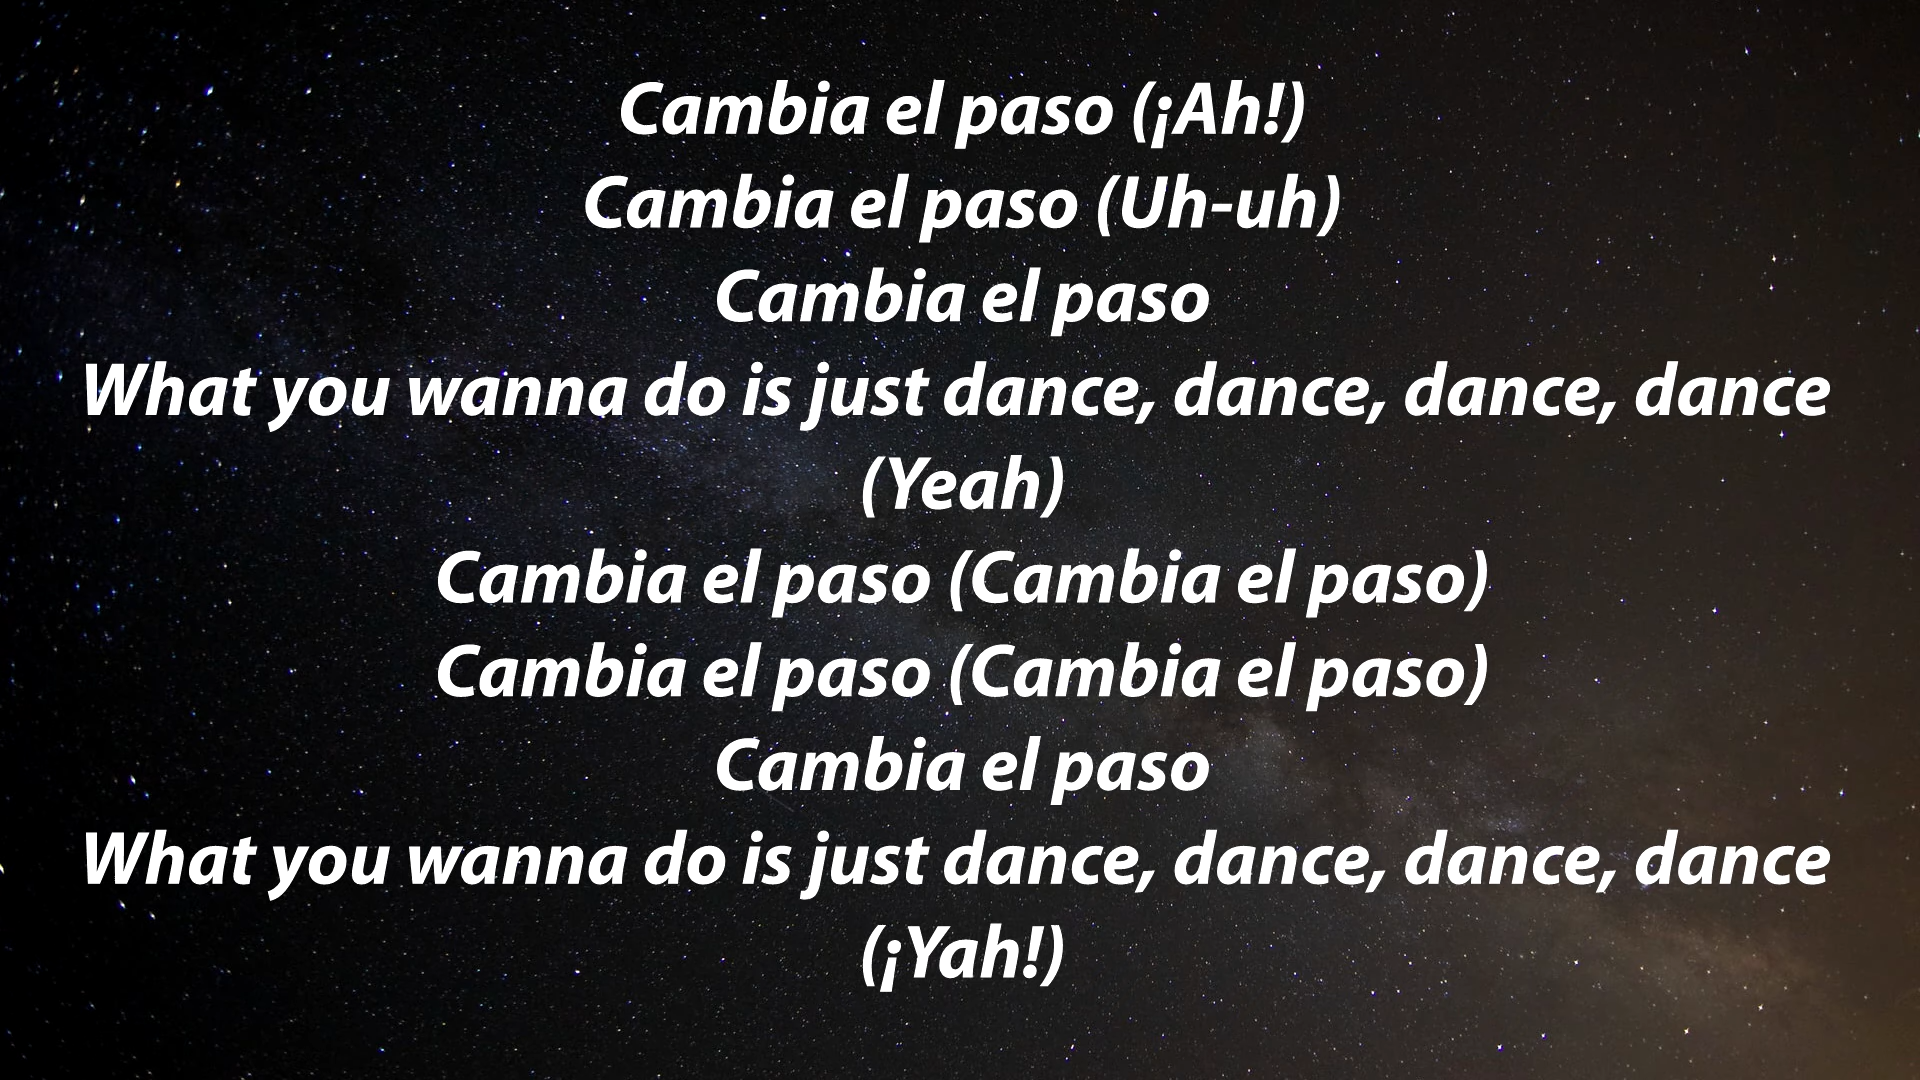 Cambia el paso (¡Ah!)
Cambia el paso (Uh-uh)
Cambia el paso
What you wanna do is just dance, dance, dance, dance
(Yeah)
Cambia el paso (Cambia el paso)
Cambia el paso (Cambia el paso)
Cambia el paso
What you wanna do is just dance, dance, dance, dance
(¡Yah!)